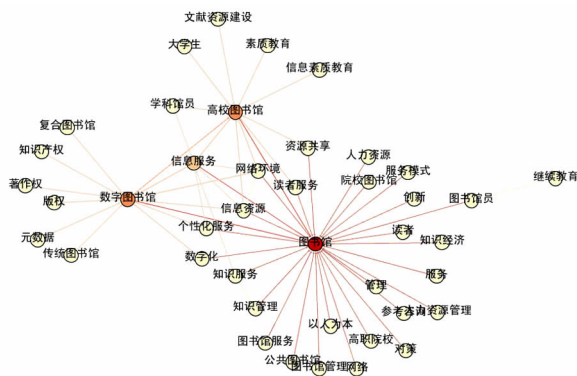 文献资源建设
大学生
素质教育
信息素质教育
学科馆员
高校图书馆
复合图书馆
资源共享
知识产权
人力资源
信息服务
网络环境
服务模式
院校图书馆
继续教育
著作权
读者服务
版权
数字图书馆
创新
图书馆员
信息资源
个性化服务
读者
元数据
图书馆
知识经济
传统图书馆
数字化
知识服务
服务
管理
知识管理
参考咨询
人力资源管理
以人为本
图书馆服务
高职院校
对策
公共图书馆
图书馆管理
网络